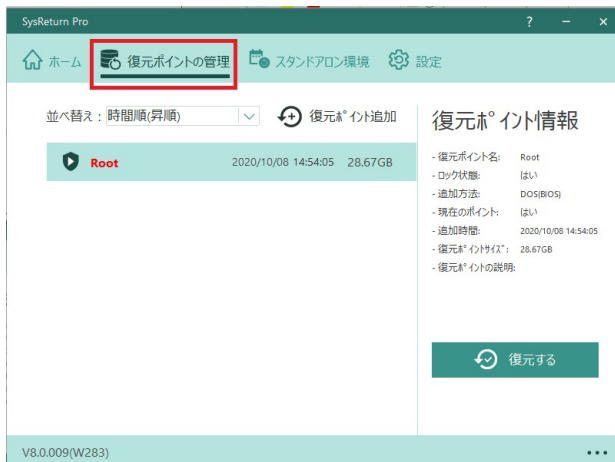 SysReturn Pro ? − ×
ホーム 復元ポイントの管理 スタンドアロン環境 設定
並べ替え：時間順(昇順) 復元ﾎﾟｲﾝﾄ追加
Root 2020/10/08 14:54:05 28.67GB
復元ﾎﾟｲﾝﾄ情報
- 復元ポイント名: Root
- ロック状態: はい
- 追加方法: DOS(BIOS)
- 現在のポイント: はい
- 追加時間: 2020/10/08 14:54:05
- 復元ﾎﾟｲﾝﾄｻｲｽﾞ: 28.67GB
- 復元ﾎﾟｲﾝﾄの説明:
復元する
V8.0.009(W283)